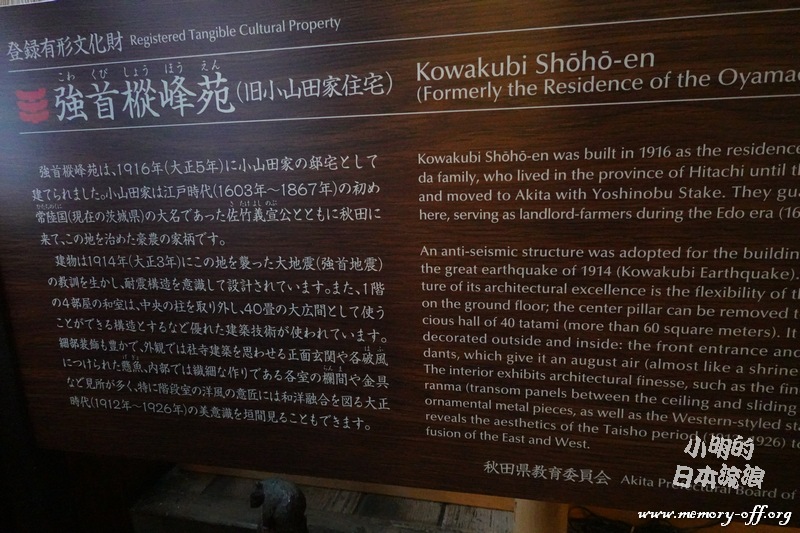 登録有形文化財 Registered Tangible Cultural Property
こわ くび しょう ほう えん
強首樅峰苑(旧小山田家住宅)
強首樅峰苑は、1916年(大正5年)に小山田家の邸宅として
建てられました。小山田家は江戸時代(1603年~1867年)の初め
常陸国(現在の茨城県)の大名であった佐竹義宣公とともに秋田に
来て、この地を治めた豪農の家柄です。
建物は1914年(大正3年)にこの地を襲った大地震(強首地震)
の教訓を生かし、耐震構造を意識して設計されています。また、1階
の4部屋の和室は、中央の柱を取り外し、40畳の大広間として使う
ことができる構造とするなど優れた建築技術が使われています。
細部装飾も豊かで、外観では社寺建築を思わせる正面玄関や各破風
につけられた懸魚、内部では繊細な作りである各室の欄間や金具
など見所が多く、特に階段室の洋風の意匠には和洋融合を図る大正
時代(1912年~1926年)の美意識を垣間見ることもできます。
Kowakubi Shōhō-en
(Formerly the Residence of the Oyama
Kowakubi Shōhō-en was built in 1916 as the residence
da family, who lived in the province of Hitachi until th
and moved to Akita with Yoshinobu Stake. They gu
here, serving as landlord-farmers during the Edo era (16
An anti-seismic structure was adopted for the building
the great earthquake of 1914 (Kowakubi Earthquake).
ture of its architectural excellence is the flexibility of th
on the ground floor; the center pillar can be removed t
cious hall of 40 tatami (more than 60 square meters). It
decorated outside and inside: the front entrance and
dants, which give it an august air (almost like a shrine
The interior exhibits architectural finesse, such as the fin
ranma (transom panels between the ceiling and sliding
ornamental metal pieces, as well as the Western-styled sta
reveals the aesthetics of the Taisho period 1926) to
fusion of the East and West.
秋田県教育委員会 Akita Prefectural Board of
小明的
日本流浪
www.memory-off.org